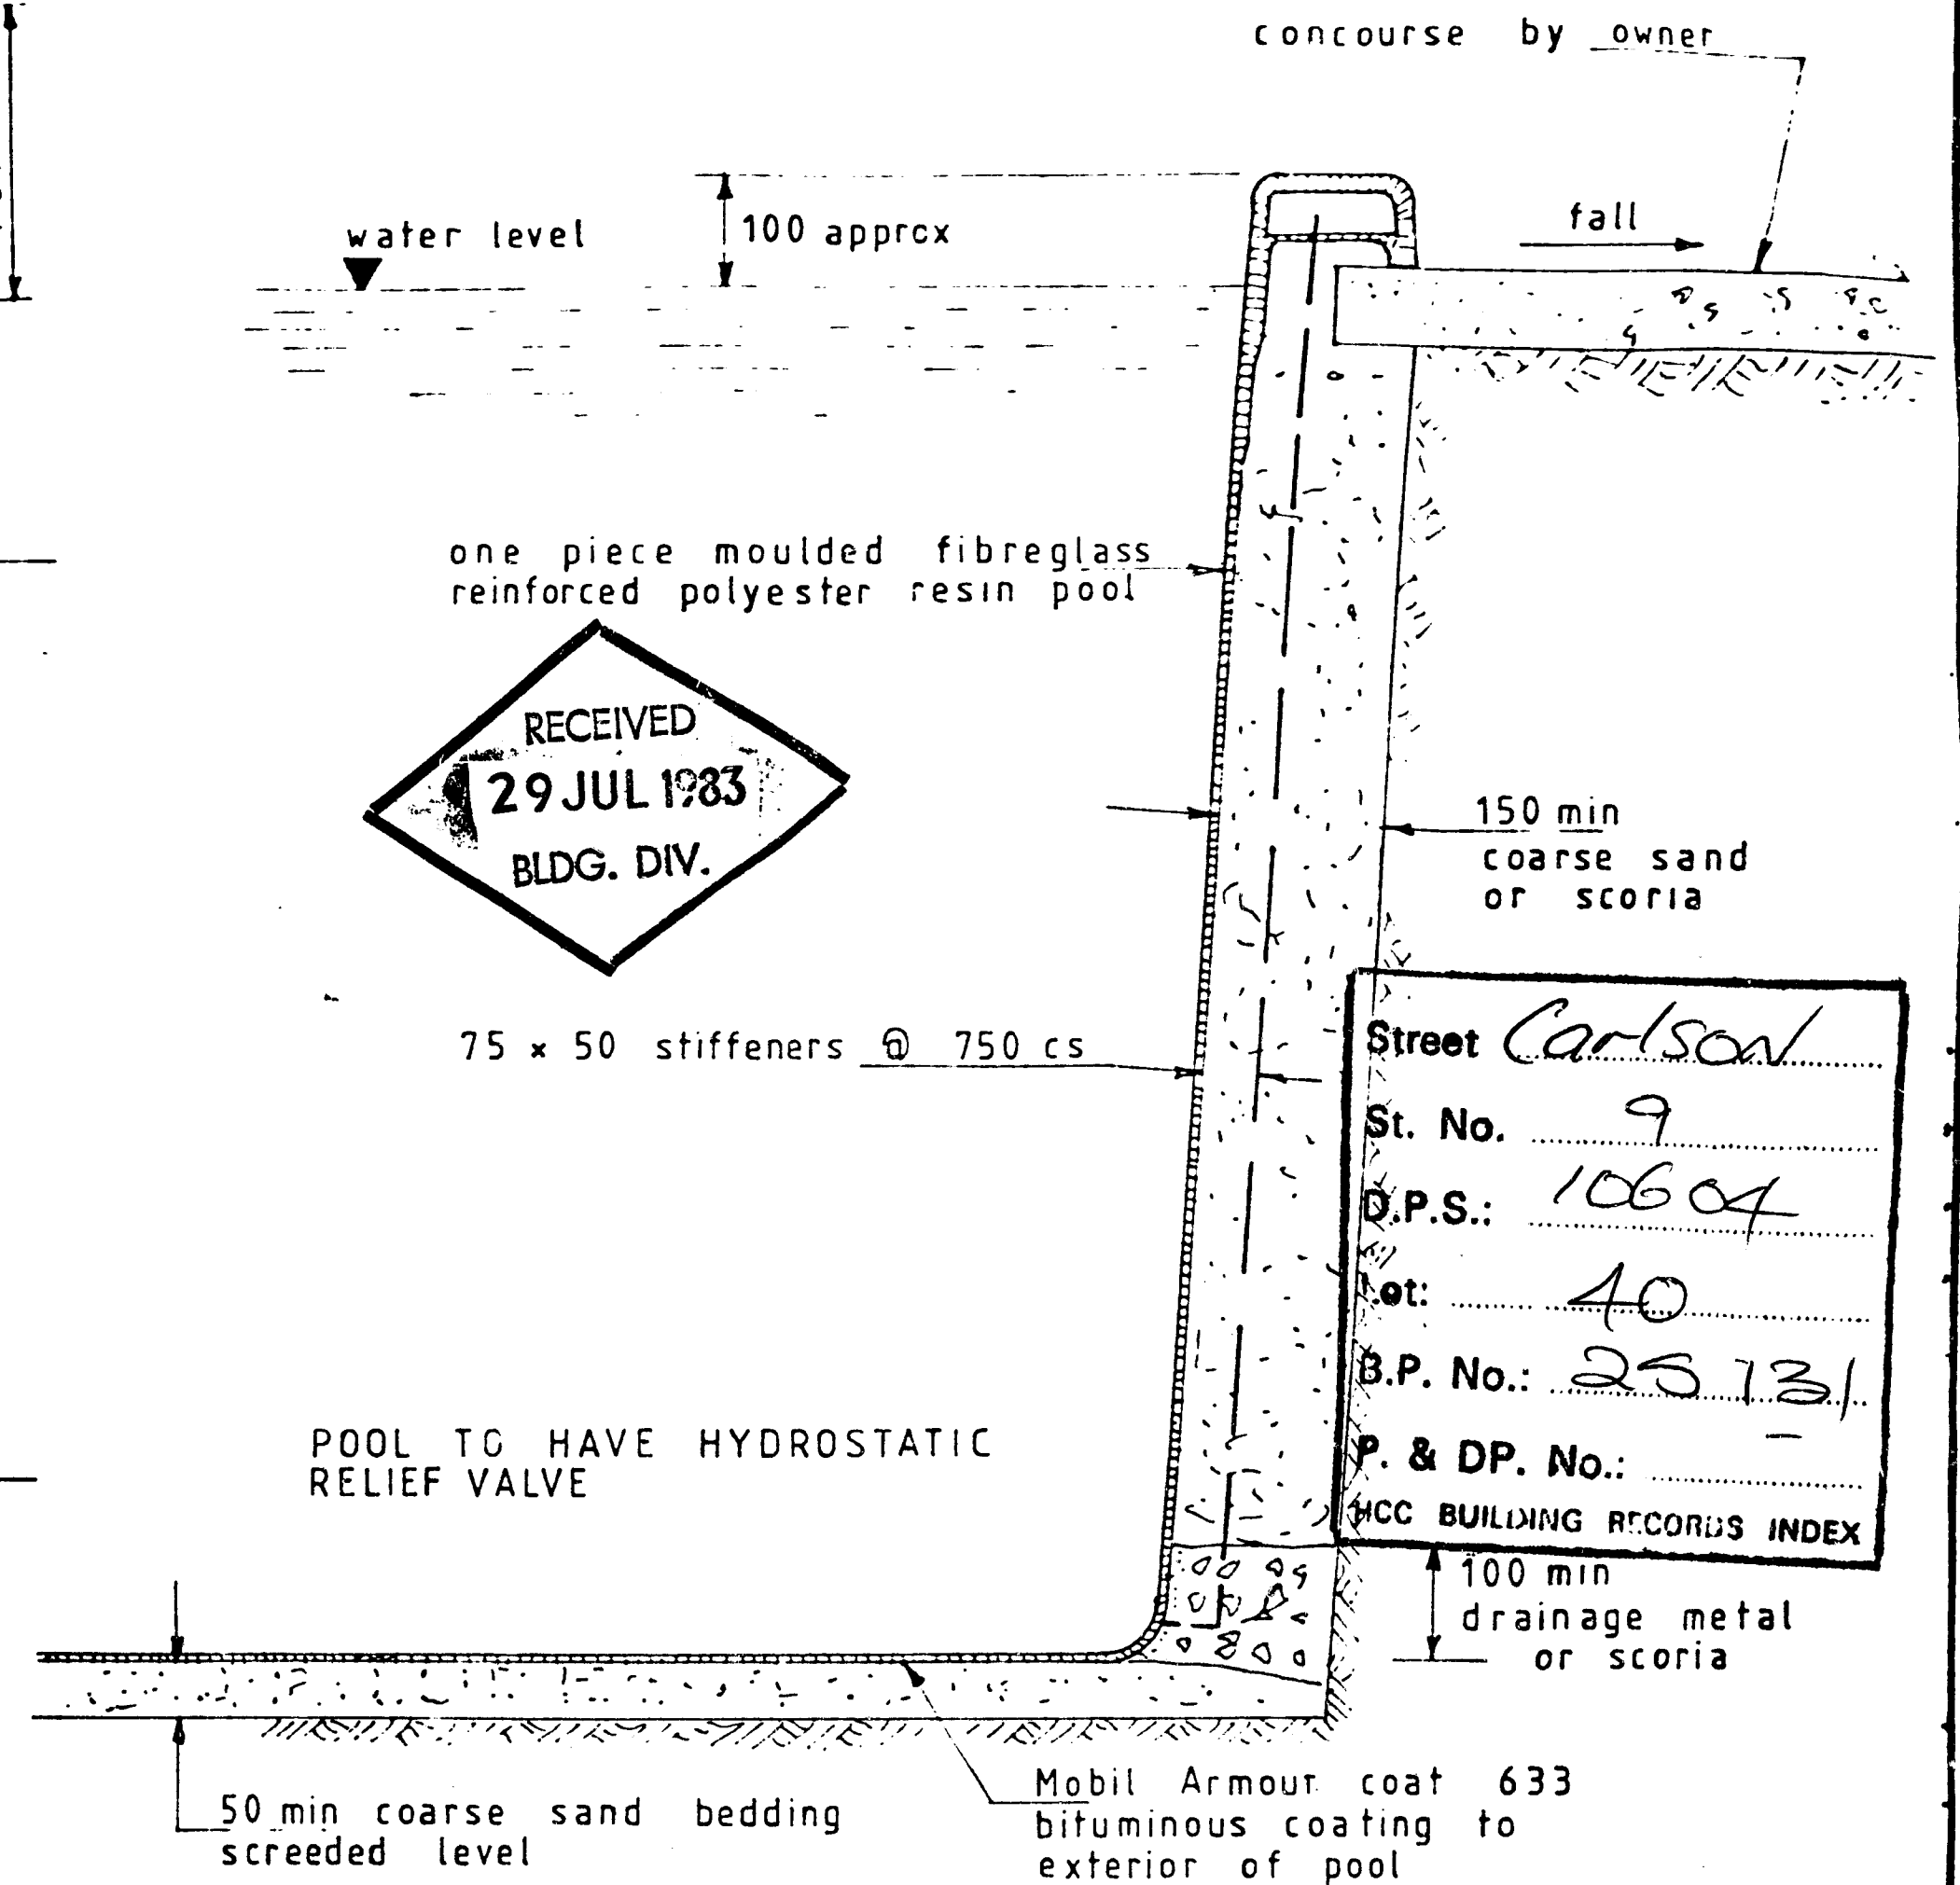 concourse by owner
water level
100 approx
fall
one piece moulded fibreglass
reinforced polyester resin pool
RECEIVED
29 JUL 1983
BLDG. DIV.
150 min
coarse sand
or scoria
75 x 50 stiffeners @ 750 cs
Street Carlson
St. No. 9
D.P.S.: 10604
Lot: 40
B.P. No.: 25131
P. & DP. No.: —
HCC BUILDING RECORDS INDEX
POOL TO HAVE HYDROSTATIC
RELIEF VALVE
100 min
drainage metal
or scoria
50 min coarse sand bedding
screeded level
Mobil Armour coat 633
bituminous coating to
exterior of pool